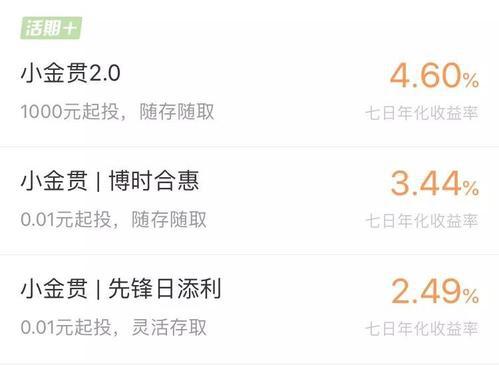 活期+
小金贯2.0
4.60%
1000元起投，随存随取
七日年化收益率
小金贯 | 博时合惠
3.44%
0.01元起投，随存随取
七日年化收益率
小金贯 | 先锋日添利
2.49%
0.01元起投，灵活存取
七日年化收益率